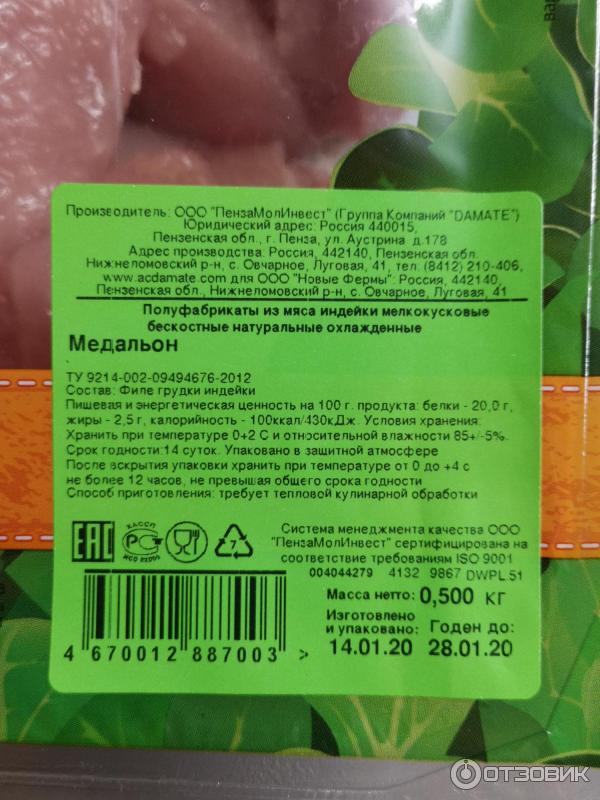 Производитель: ООО "ПензаМолИнвест" (Группа Компаний "DAMATE")
Юридический адрес: Россия 440015,
Пензенская обл., г. Пенза, ул. Аустрина д.178
Адрес производства: Россия, 442140, Пензенская обл.
Нижнеломовский р-н, с. Овчарное, Луговая, 41, тел. (8412) 210-406,
www.acdamate.com для ООО "Новые Фермы": Россия, 442140,
Пензенская обл., Нижнеломовский р-н, с. Овчарное, Луговая, 41
Полуфабрикаты из мяса индейки мелкокусковые
бескостные натуральные охлажденные
Медальон
ТУ 9214-002-09494676-2012
Состав: Филе грудки индейки
Пищевая и энергетическая ценность на 100 г. продукта: белки - 20,0 г,
жиры - 2,5 г, калорийность - 100ккал/430кДж. Условия хранения:
Хранить при температуре 0+2 С и относительной влажности 85+/-5%.
Срок годности:14 суток. Упаковано в защитной атмосфере
После вскрытия упаковки хранить при температуре от 0 до +4 с
не более 12 часов, не превышая общего срока годности
Способ приготовления: требует тепловой кулинарной обработки
ЕАС
ХАССП
РС
ИСО 22000
7
Система менеджмента качества ООО
"ПензаМолИнвест" сертифицирована на
соответствие требованиям ISO 9001
004044279 4132 9867 DWPL 51
Масса нетто: 0,500 кг
Изготовлено
и упаковано: Годен до:
14.01.20 28.01.20
4 670012 887003 >
ОТЗОВИК